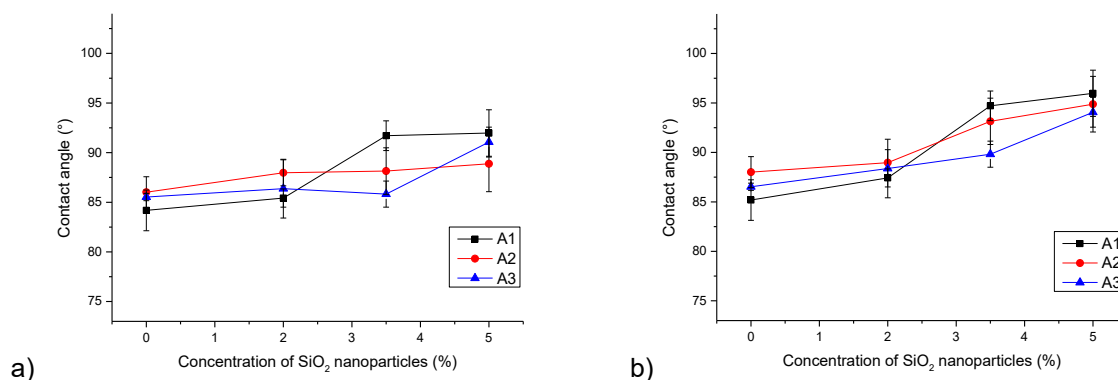 100
95
90
85
80
75
Contact angle (°)
0
1
2
3
4
5
Concentration of SiO₂ nanoparticles (%)
A1
A2
A3
a)
100
95
90
85
80
75
Contact angle (°)
0
1
2
3
4
5
Concentration of SiO₂ nanoparticles (%)
A1
A2
A3
b)